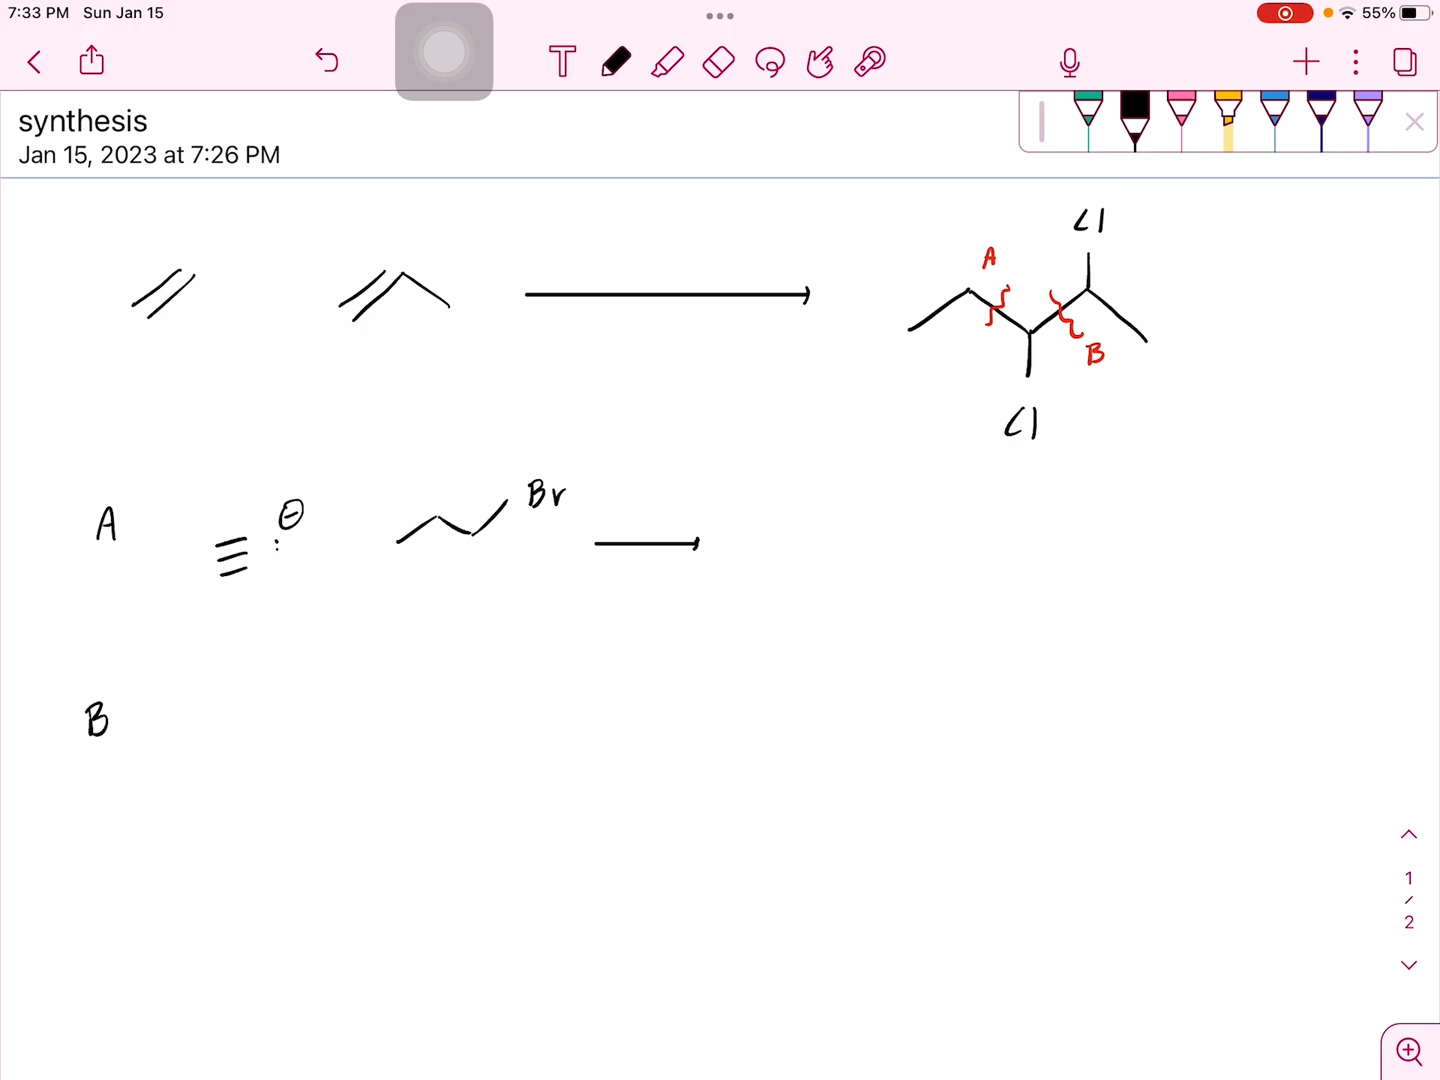 7:33 PM Sun Jan 15
55%
T
synthesis
Jan 15, 2023 at 7:26 PM
Cl
A
B
Cl
A
Br
B
1
/
2